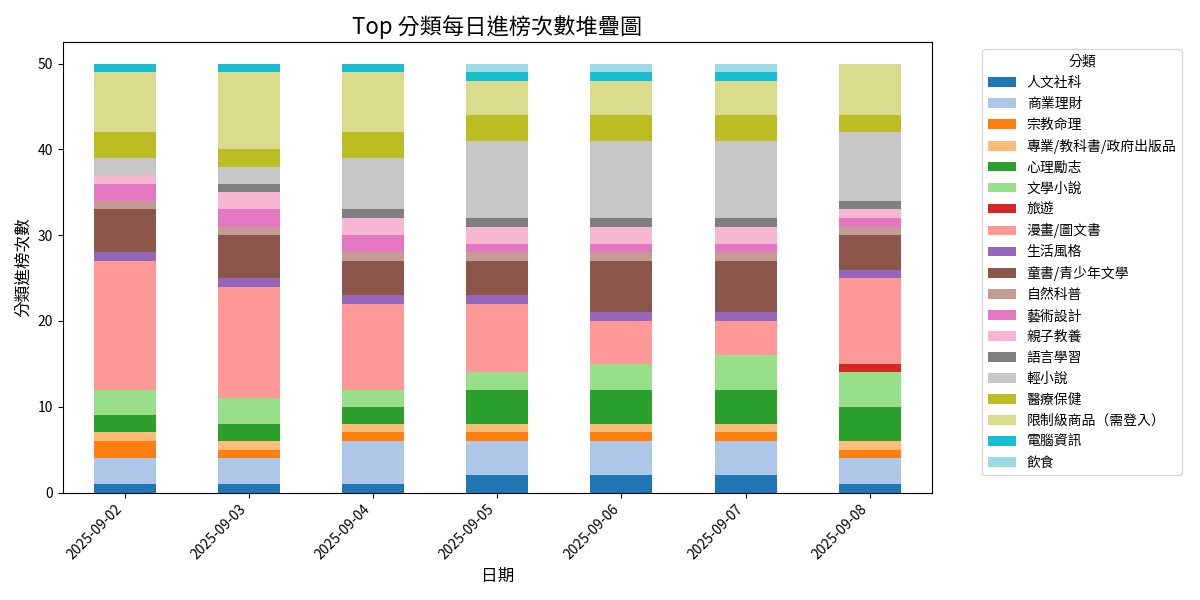 Top 分類每日進榜次數堆疊圖
分類進榜次數
50
40
30
20
10
0
2025-09-02
2025-09-03
2025-09-04
2025-09-05
2025-09-06
2025-09-07
2025-09-08
日期
分類
人文社科
商業理財
宗教命理
專業/教科書/政府出版品
心理勵志
文學小說
旅遊
漫畫/圖文書
生活風格
童書/青少年文學
自然科普
藝術設計
親子教養
語言學習
輕小說
醫療保健
限制級商品（需登入）
電腦資訊
飲食